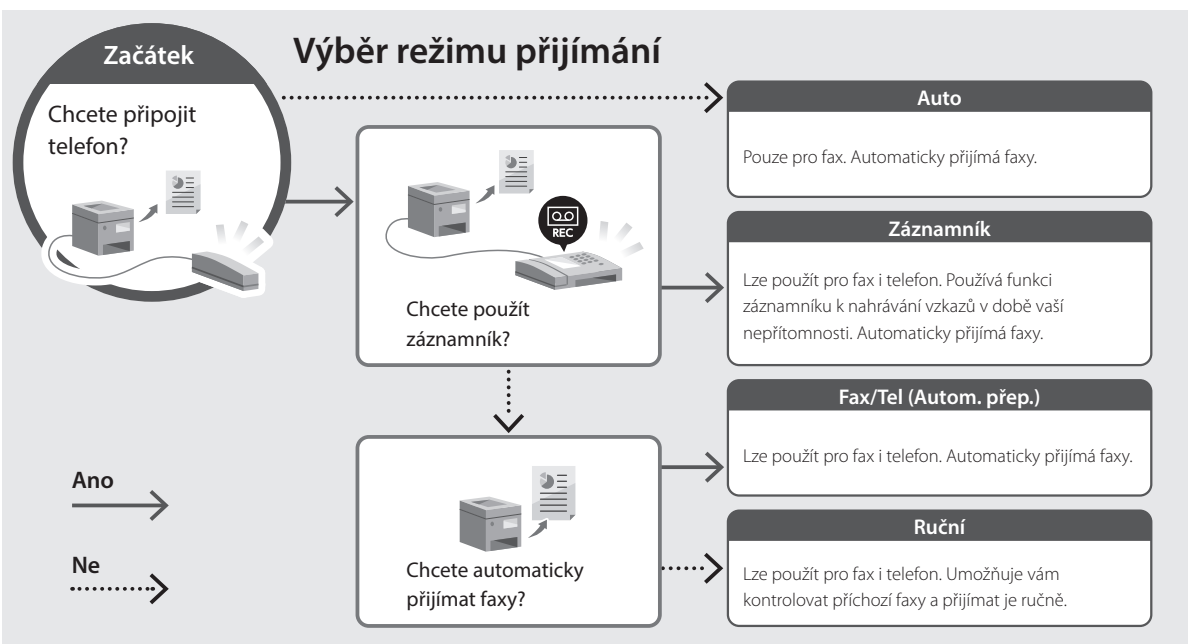 Výběr režimu přijímání
Začátek
Chcete připojit
telefon?
Auto
Pouze pro fax. Automaticky přijímá faxy.
REC
Chcete použít
záznamník?
Záznamník
Lze použít pro fax i telefon. Používá funkci
záznamníku k nahrávání vzkazů v době vaší
nepřítomnosti. Automaticky přijímá faxy.
Fax/Tel (Autom. přep.)
Lze použít pro fax i telefon. Automaticky přijímá faxy.
Chcete automaticky
přijímat faxy?
Ruční
Lze použít pro fax i telefon. Umožňuje vám
kontrolovat příchozí faxy a přijímat je ručně.
Ano
Ne